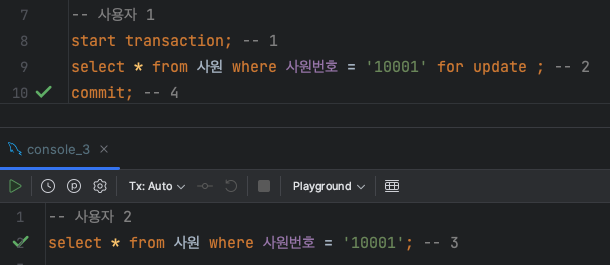 7 -- 사용자 1
8 start transaction; -- 1
9 select * from 사원 where 사원번호 = '10001' for update ; -- 2
10 commit; -- 4
console_3
Tx: Auto Playground
1 -- 사용자 2
2 select * from 사원 where 사원번호 = '10001'; -- 3